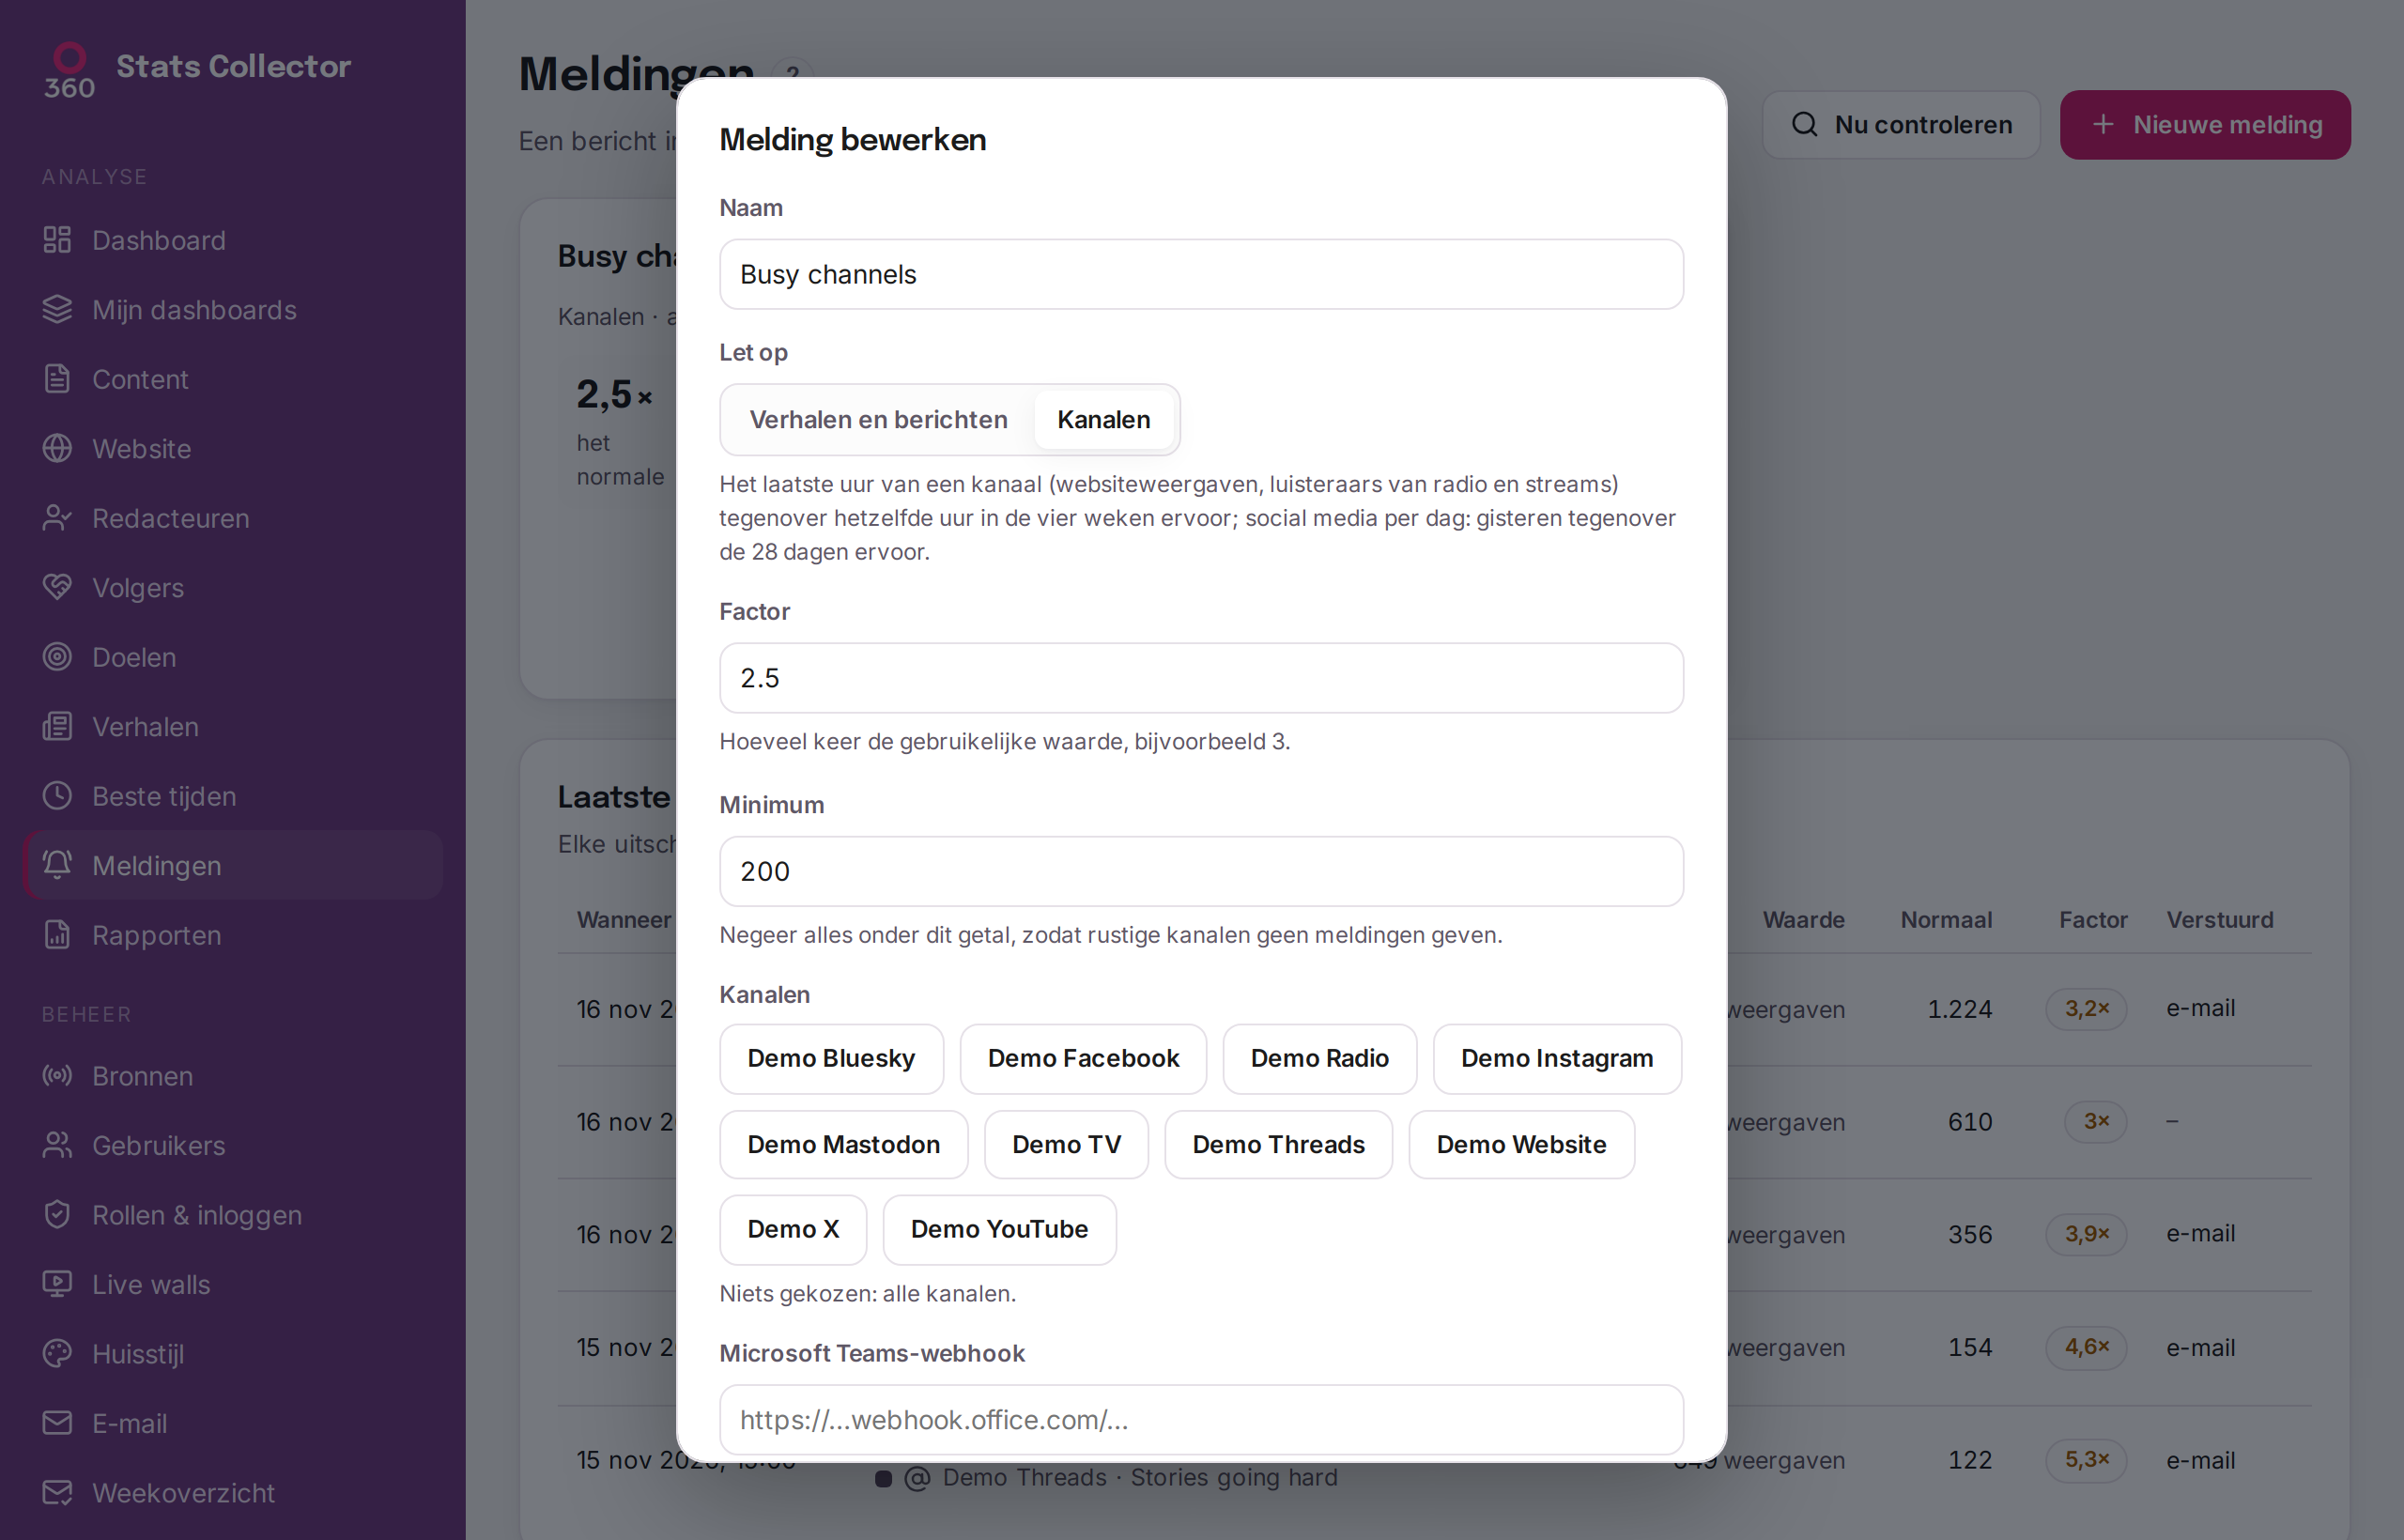 360 Stats Collector
ANALYSE
Dashboard
Mijn dashboards
Content
Website
Redacteuren
Volgers
Doelen
Verhalen
Beste tijden
Meldingen
Rapporten
BEHEER
Bronnen
Gebruikers
Rollen & inloggen
Live walls
Huisstijl
E-mail
Weekoverzicht
Meldingen 2
Een bericht
Nu controleren
Nieuwe melding
Busy
Kanalen ·
2,5×
het
normale
Melding bewerken
Naam
Busy channels
Let op
Verhalen en berichten
Kanalen
Het laatste uur van een kanaal (websiteweergaven, luisteraars van radio en streams)
tegenover hetzelfde uur in de vier weken ervoor; social media per dag: gisteren tegenover
de 28 dagen ervoor.
Factor
2.5
Hoeveel keer de gebruikelijke waarde, bijvoorbeeld 3.
Minimum
200
Negeer alles onder dit getal, zodat rustige kanalen geen meldingen geven.
Kanalen
Demo Bluesky Demo Facebook Demo Radio Demo Instagram
Demo Mastodon Demo TV Demo Threads Demo Website
Demo X Demo YouTube
Niets gekozen: alle kanalen.
Microsoft Teams-webhook
https://...webhook.office.com/...
Laatste
Elke
Wanneer Waarde Normaal Factor Verstuurd
16 nov weergaven 1.224 3,2× e-mail
16 nov weergaven 610 3× –
16 nov weergaven 356 3,9× e-mail
15 nov weergaven 154 4,6× e-mail
15 nov weergaven 122 5,3× e-mail
Demo Threads · Stories going hard